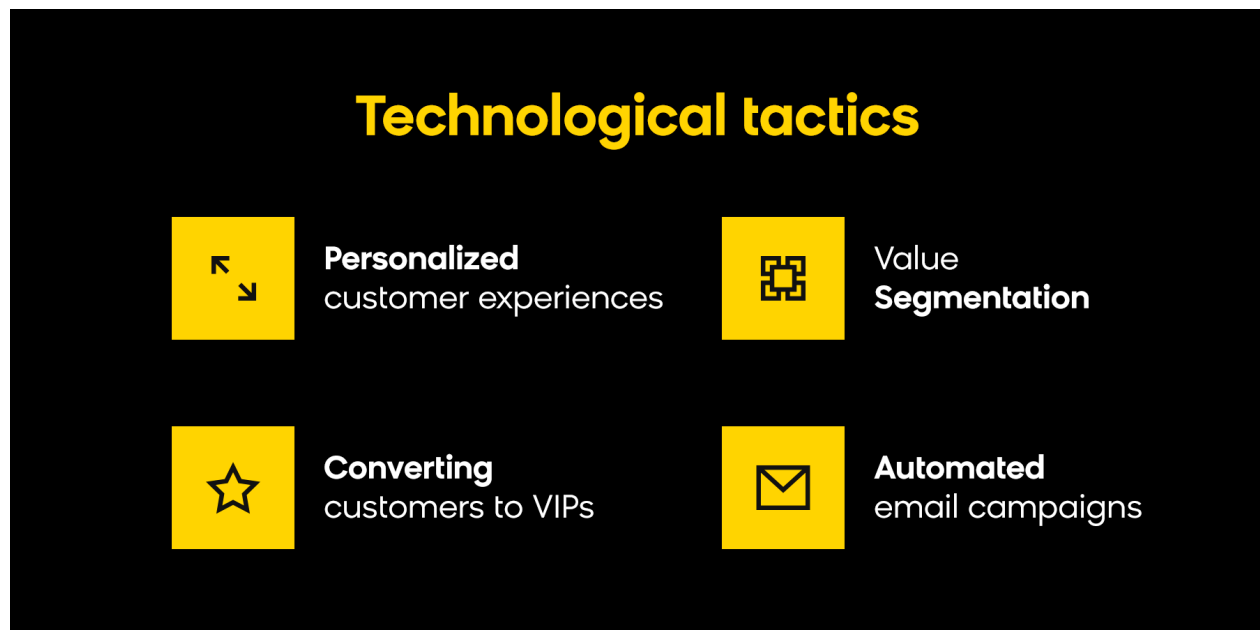 Technological tactics
Personalized
customer experiences
Value
Segmentation
Converting
customers to VIPs
Automated
email campaigns